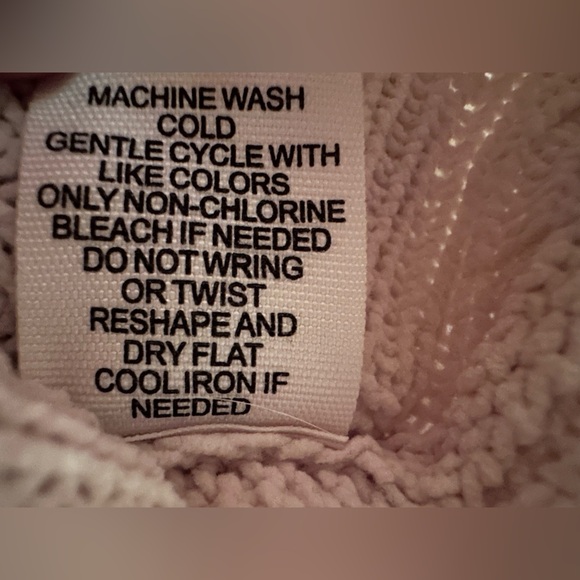 MACHINE WASH
COLD
GENTLE CYCLE WITH
LIKE COLORS
ONLY NON-CHLORINE
BLEACH IF NEEDED
DO NOT WRING
OR TWIST
RESHAPE AND
DRY FLAT
COOL IRON IF
NEEDED